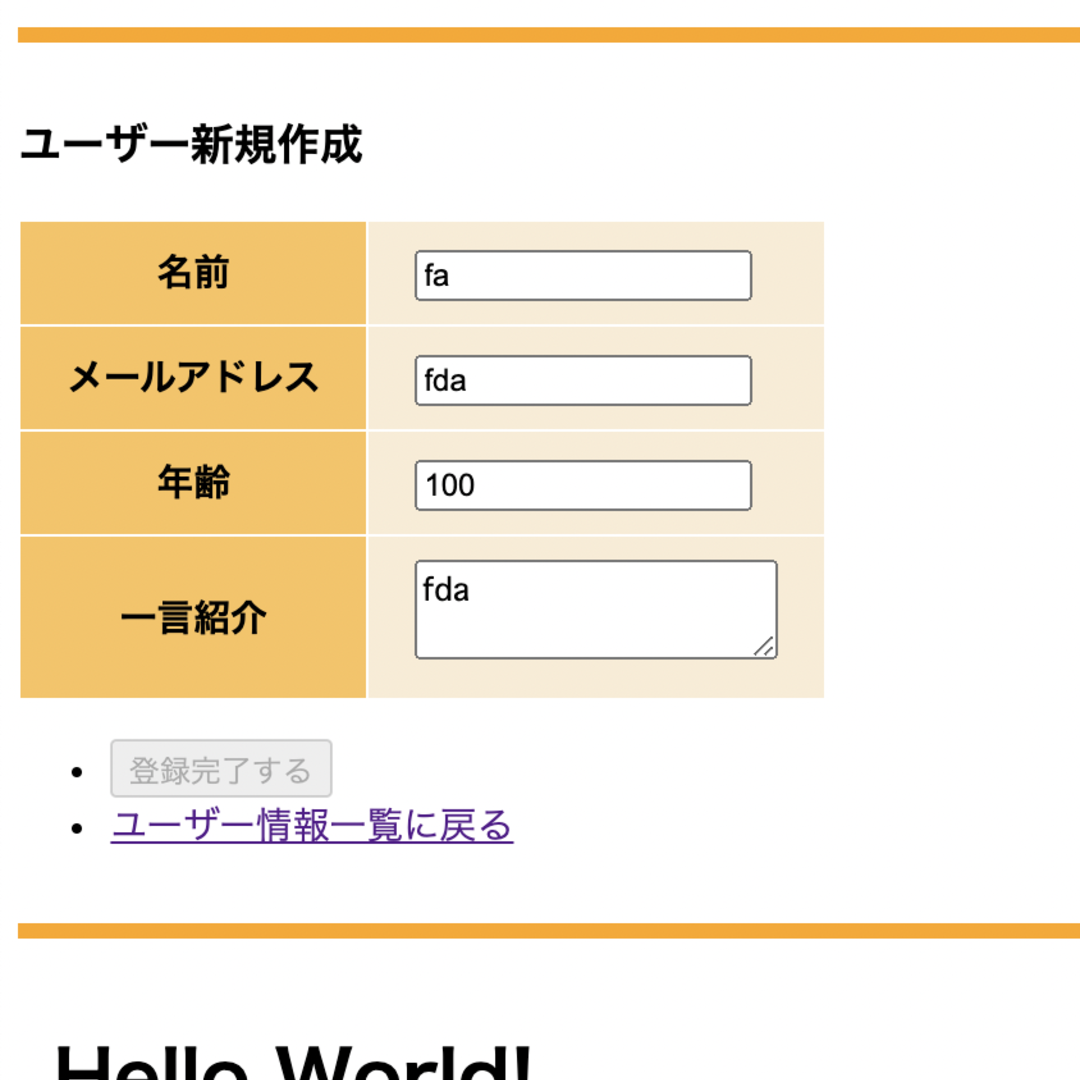 ユーザー新規作成
名前 fa
メールアドレス fda
年齢 100
一言紹介 fda
登録完了する
ユーザー情報一覧に戻る
Hello World!